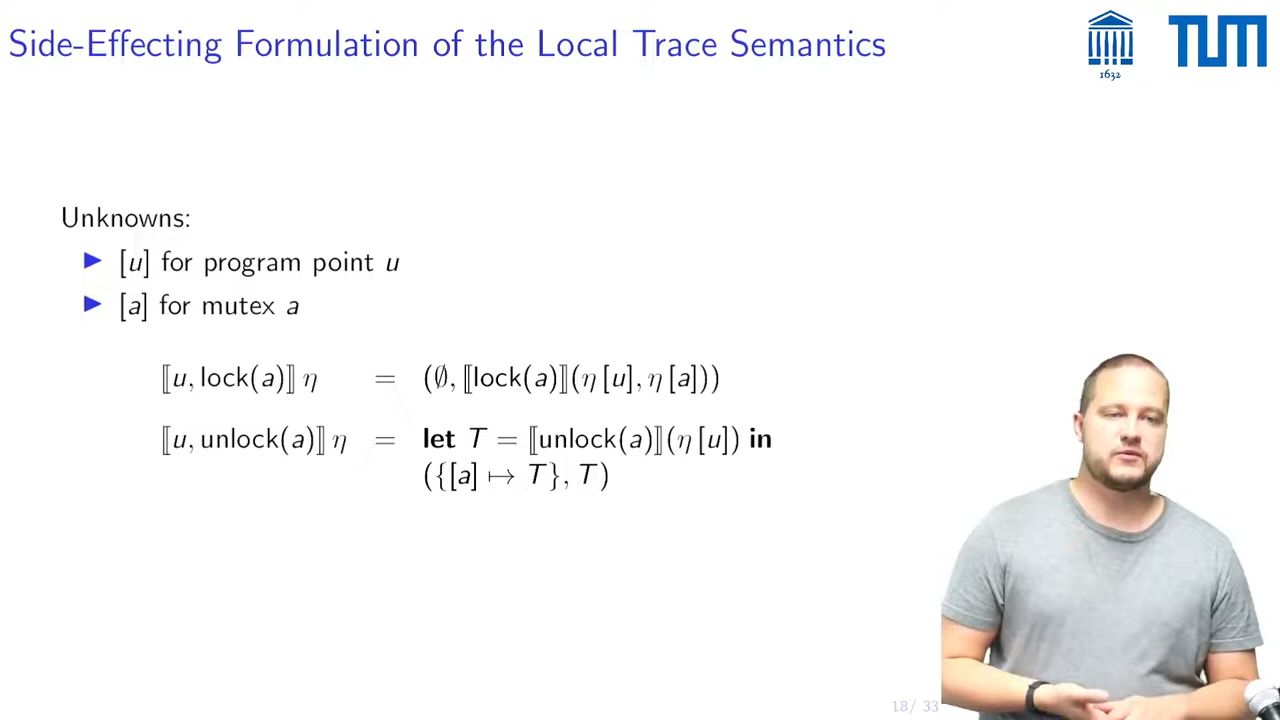 Side-Effecting Formulation of the Local Trace Semantics
1632
TUM
Unknowns:
▶ [u] for program point u
▶ [a] for mutex a
⟦u, lock(a)⟧ η = (∅, ⟦lock(a)⟧(η [u], η [a]))
⟦u, unlock(a)⟧ η = let T = ⟦unlock(a)⟧(η [u]) in
({[a] ↦ T}, T)
18/ 33